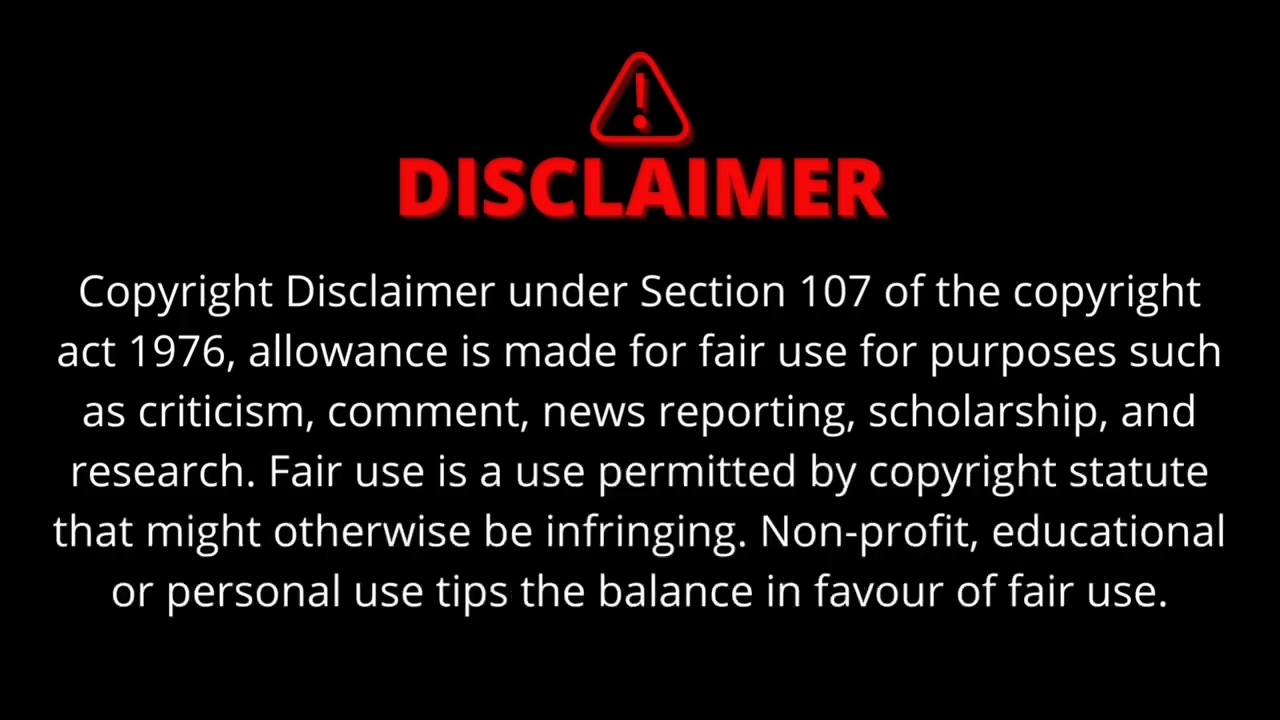 DISCLAIMER
Copyright Disclaimer under Section 107 of the copyright
act 1976, allowance is made for fair use for purposes such
as criticism, comment, news reporting, scholarship, and
research. Fair use is a use permitted by copyright statute
that might otherwise be infringing. Non-profit, educational
or personal use tips the balance in favour of fair use.